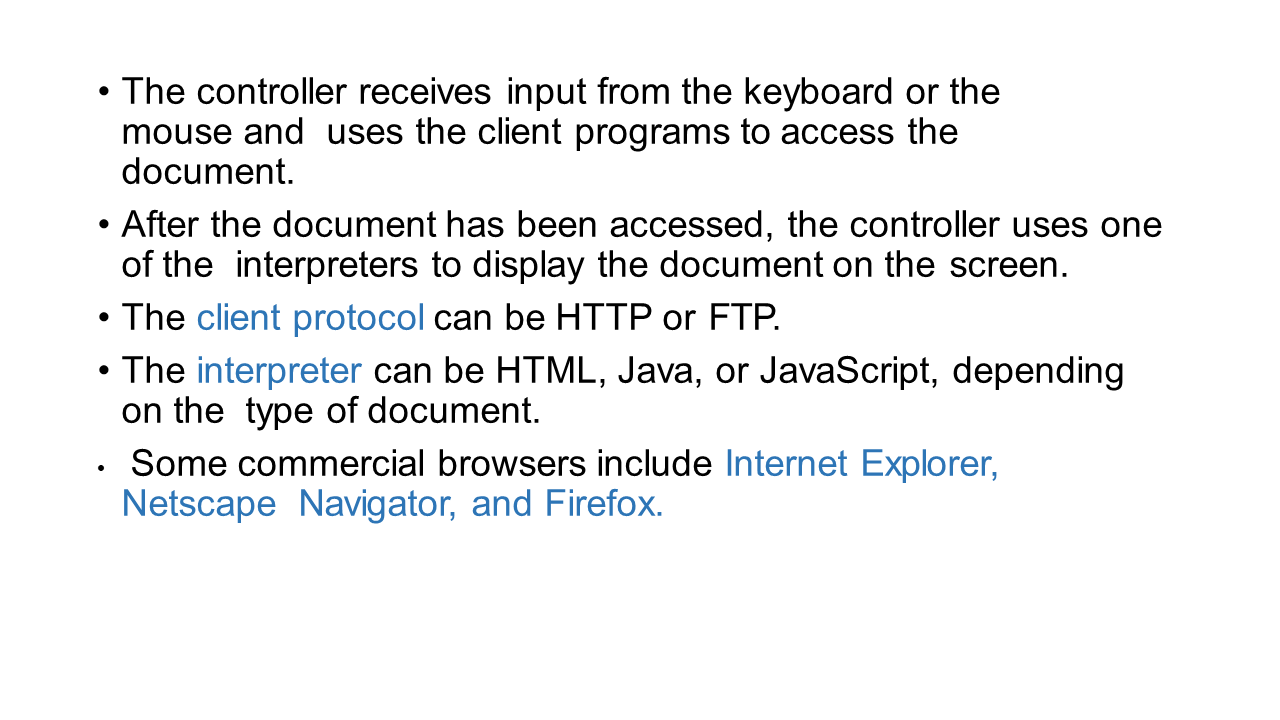 • The controller receives input from the keyboard or the
mouse and  uses the client programs to access the
document.
• After the document has been accessed, the controller uses one
of the  interpreters to display the document on the screen.
• The client protocol can be HTTP or FTP.
• The interpreter can be HTML, Java, or JavaScript, depending
on the  type of document.
•  Some commercial browsers include Internet Explorer,
Netscape  Navigator, and Firefox.